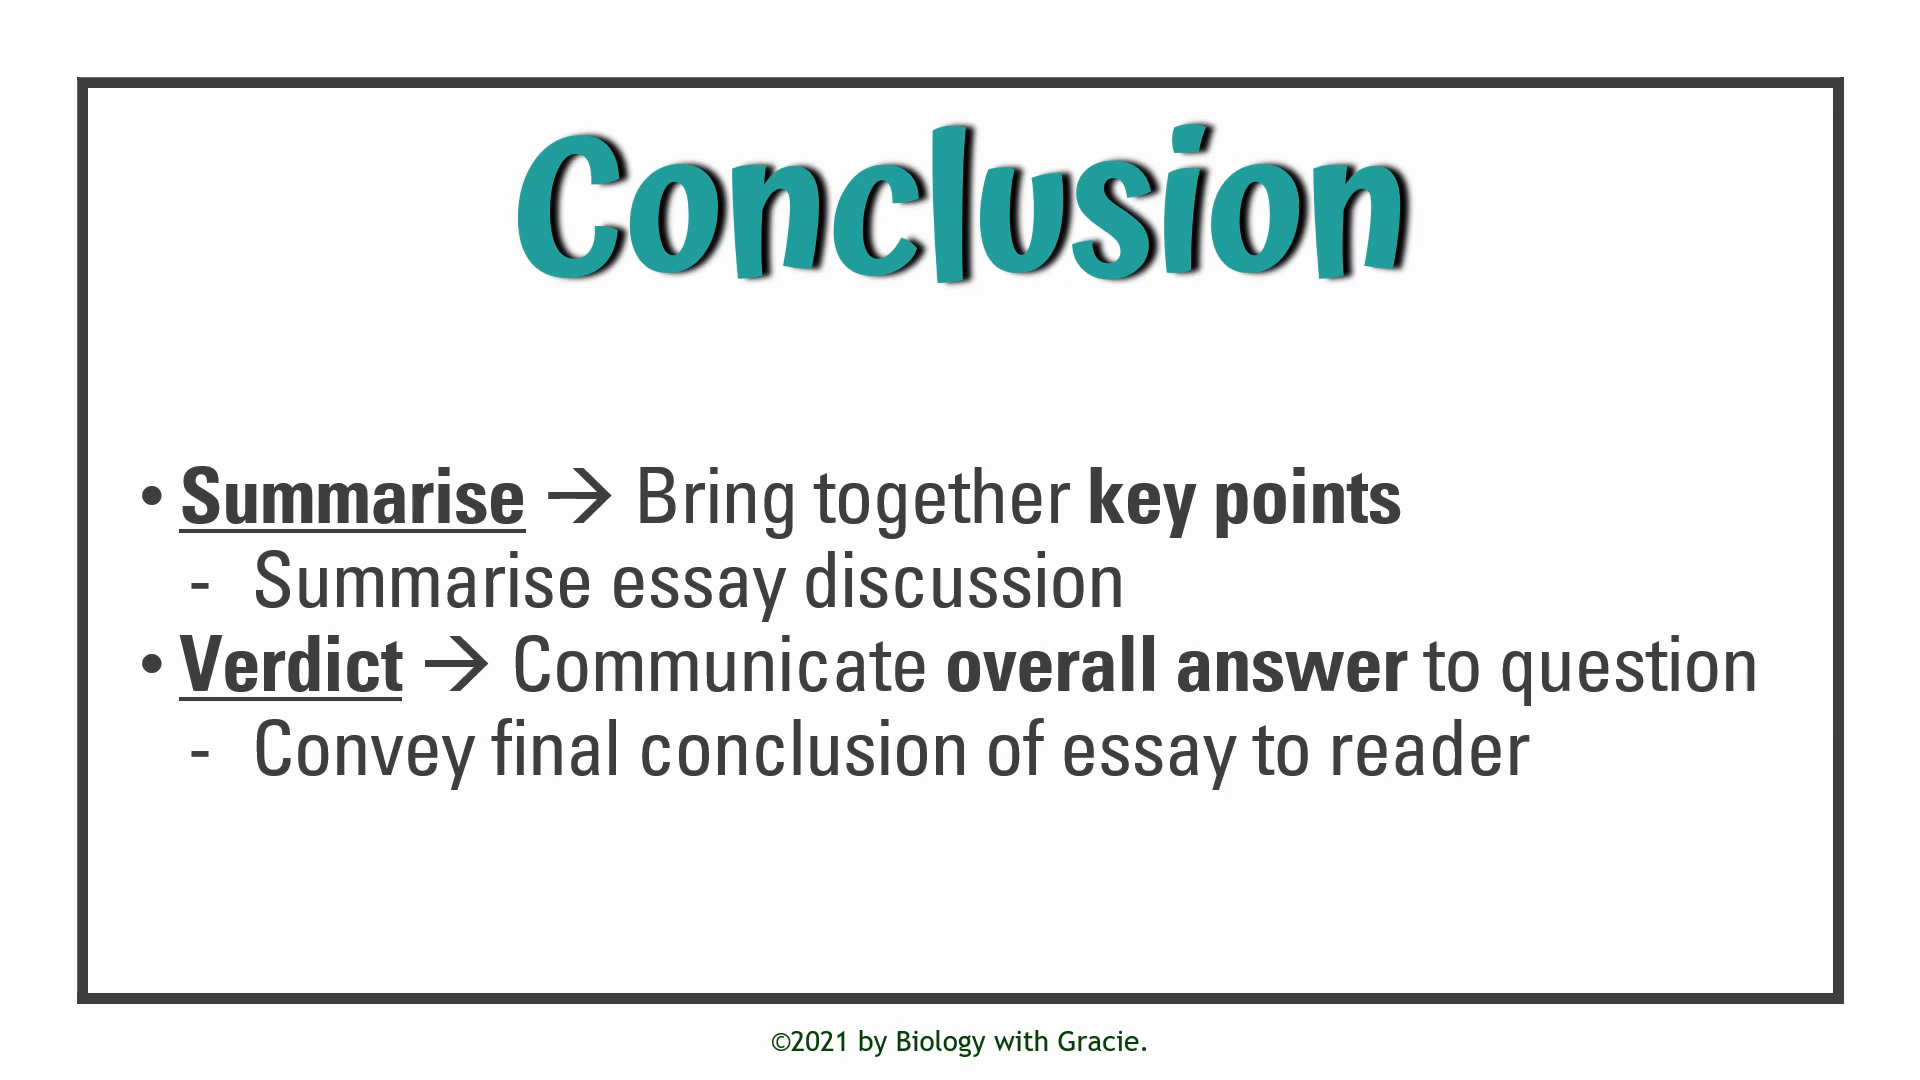 Conclusion
• Summarise → Bring together key points
- Summarise essay discussion
• Verdict → Communicate overall answer to question
- Convey final conclusion of essay to reader
©2021 by Biology with Gracie.